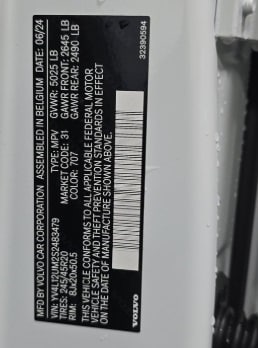 MFD BY VOLVO CAR CORPORATION ASSEMBLED IN BELGIUM DATE: 06/24
GVWR: 5025 LB
GAWR FRONT: 2645 LB
GAWR REAR: 2490 LB
VIN: YV4L12UM2S2483479 TYPE: MPV
TIRES: 245/45R20 MARKET CODE: 31
RIM: 8Jx20x50.5 COLOR: 707
THIS VEHICLE CONFORMS TO ALL APPLICABLE FEDERAL MOTOR
VEHICLE SAFETY AND THEFT PREVENTION STANDARDS IN EFFECT
ON THE DATE OF MANUFACTURE SHOWN ABOVE.
VOLVO
32390594